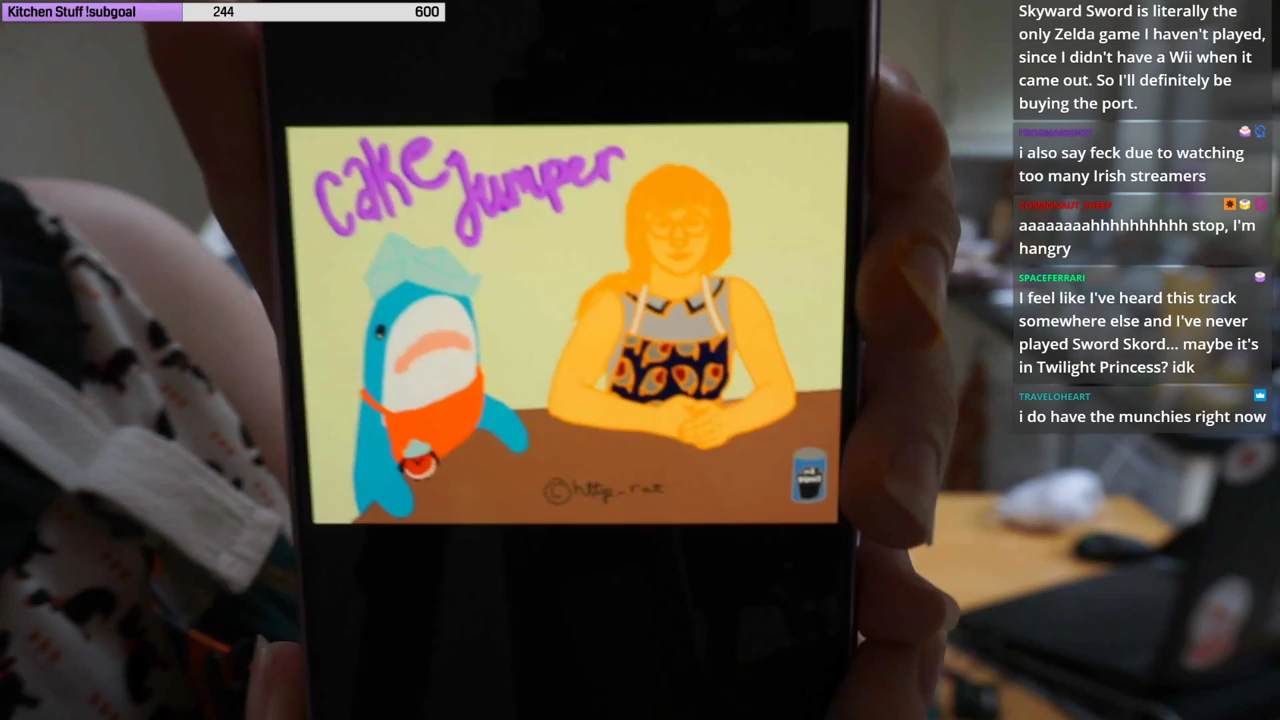 Kitchen Stuff !subgoal 244 600
Skyward Sword is literally the
only Zelda game I haven't played,
since I didn't have a Wii when it
came out. So I'll definitely be
buying the port.
i also say feck due to watching
too many Irish streamers
COSMONAUT_SHEEP
aaaaaaaahhhhhhhhhh stop, I'm
hangry
SPACEFERRARI
I feel like I've heard this track
somewhere else and I've never
played Sword Skord... maybe it's
in Twilight Princess? idk
TRAVELOHEART
i do have the munchies right now
Cake
Jumper
©http_rat